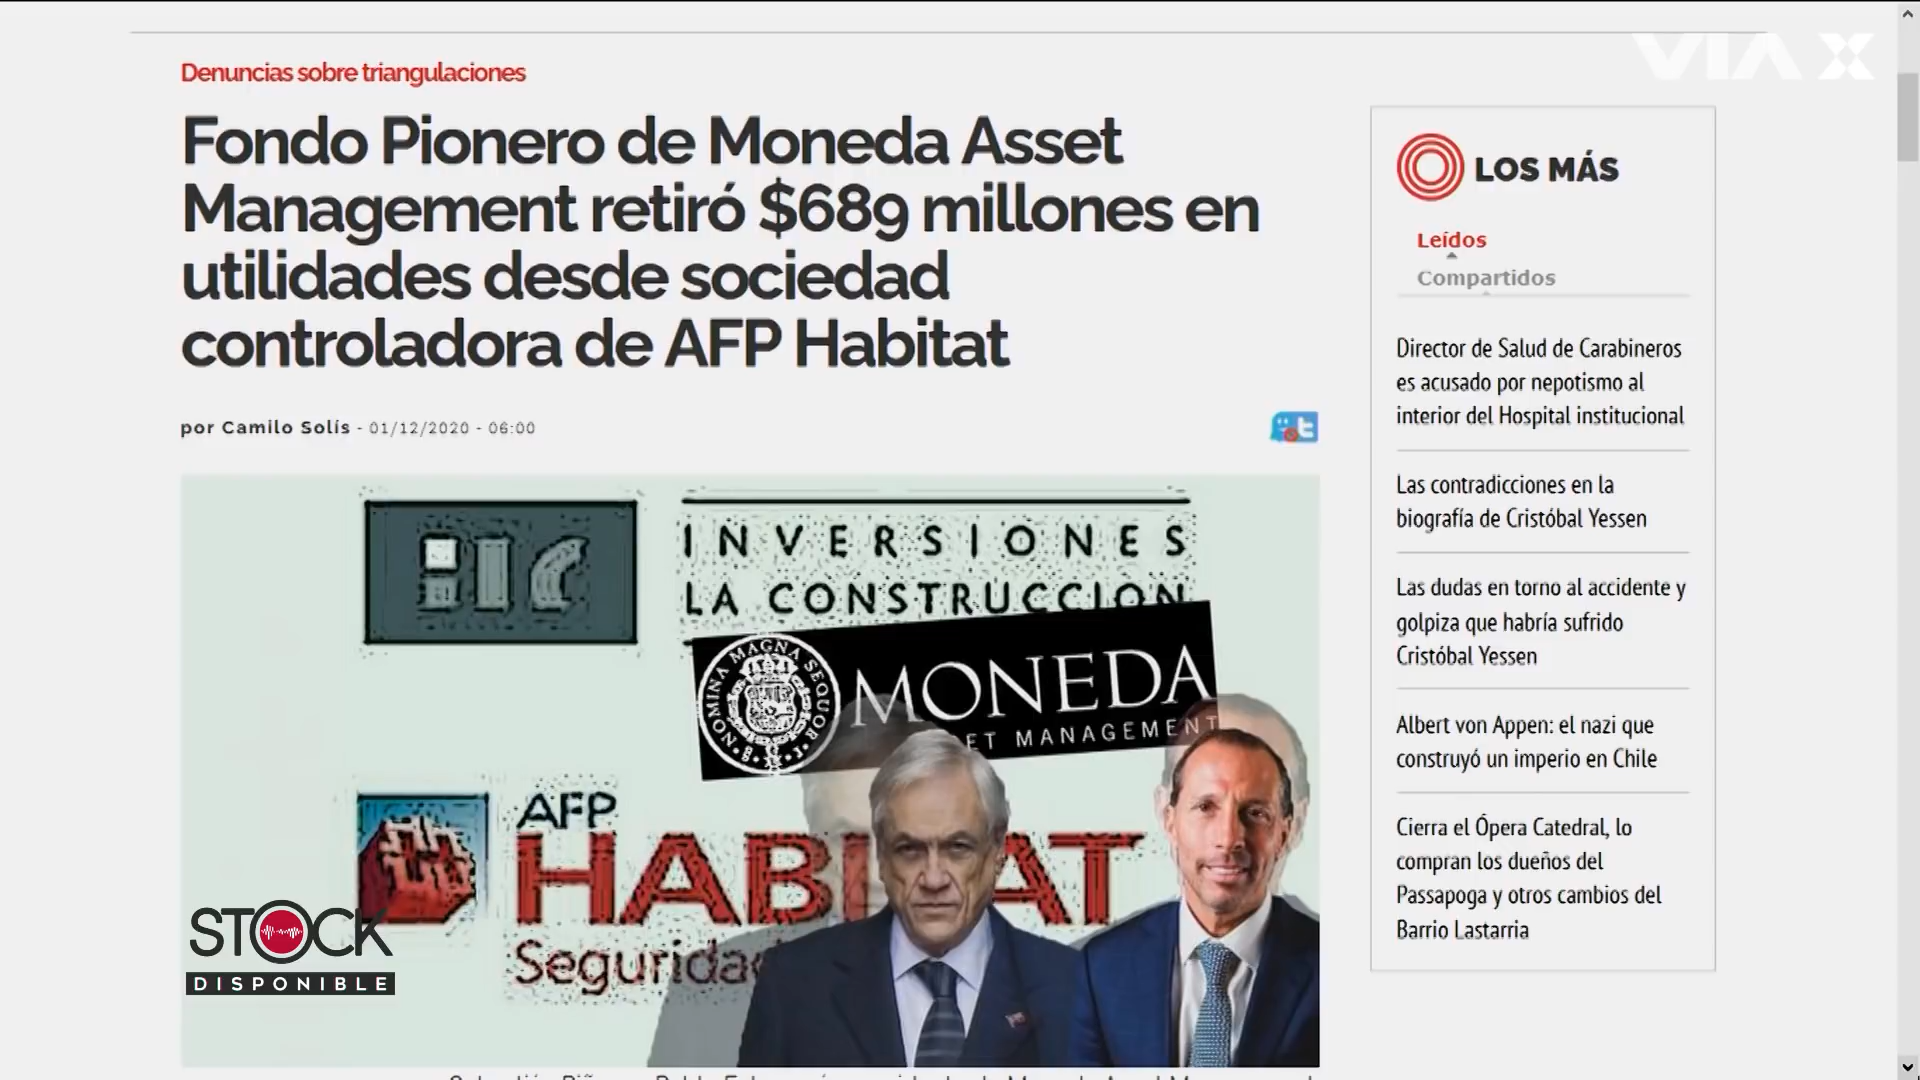 VIA X
Denuncias sobre triangulaciones
Fondo Pionero de Moneda Asset
Management retiró $689 millones en
utilidades desde sociedad
controladora de AFP Habitat
por Camilo Solís - 01/12/2020 - 06:00
LOS MÁS
Leídos
Compartidos
Director de Salud de Carabineros
es acusado por nepotismo al
interior del Hospital institucional
Las contradicciones en la
biografía de Cristóbal Yessen
Las dudas en torno al accidente y
golpiza que habría sufrido
Cristóbal Yessen
Albert von Appen: el nazi que
construyó un imperio en Chile
Cierra el Ópera Catedral, lo
compran los dueños del
Passapoga y otros cambios del
Barrio Lastarria
INVERSIONES
LA CONSTRUCCION
NOMINA MAGNA SEQUOR
MONEDA
ET MANAGEMENT
AFP
HABI AT
Segurida
STOCK
DISPONIBLE